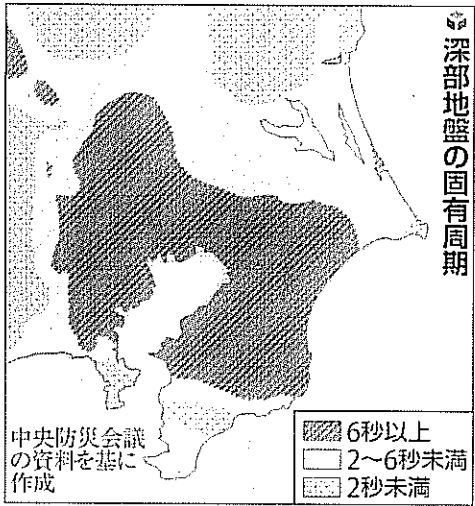 深部地盤の固有周期
6秒以上
2〜6秒未満
2秒未満
中央防災会議
の資料を基に
作成